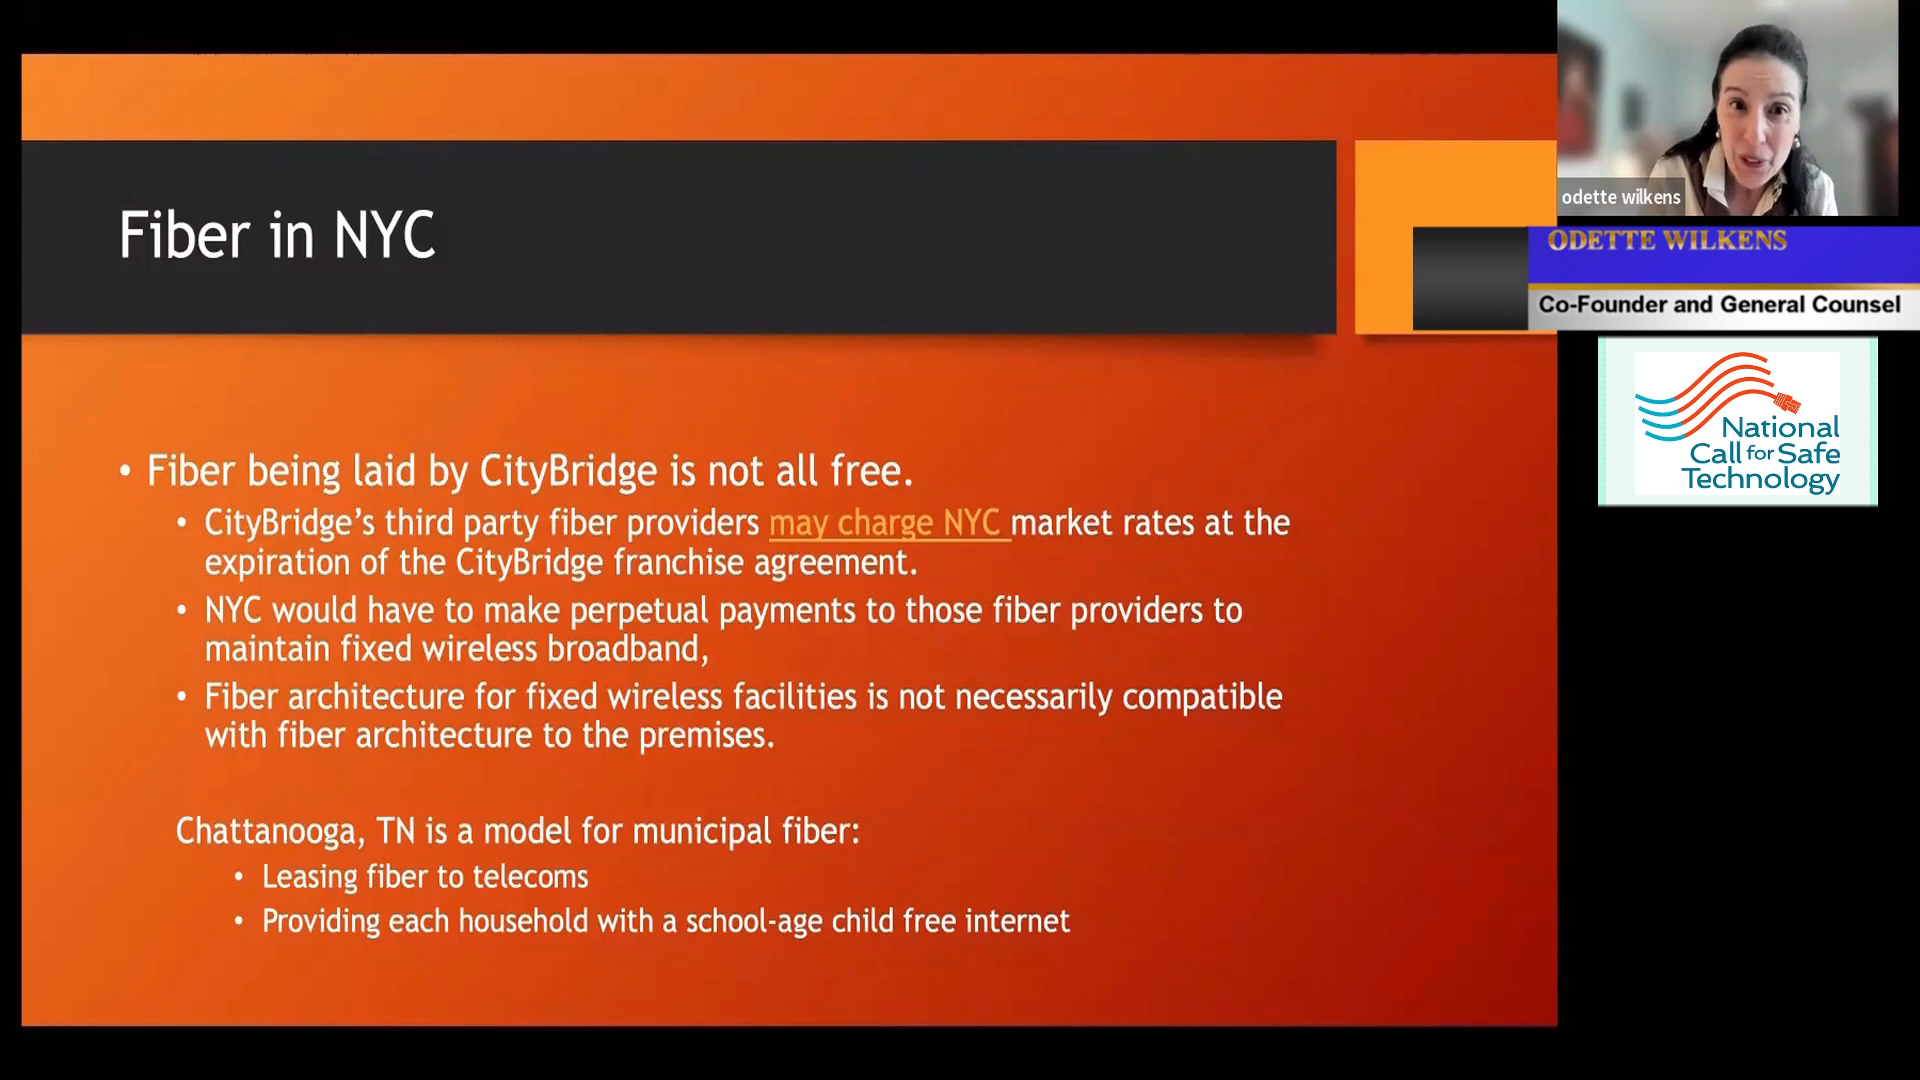 Fiber in NYC
• Fiber being laid by CityBridge is not all free.
• CityBridge’s third party fiber providers may charge NYC market rates at the
expiration of the CityBridge franchise agreement.
• NYC would have to make perpetual payments to those fiber providers to
maintain fixed wireless broadband,
• Fiber architecture for fixed wireless facilities is not necessarily compatible
with fiber architecture to the premises.
Chattanooga, TN is a model for municipal fiber:
• Leasing fiber to telecoms
• Providing each household with a school-age child free internet
odette wilkens
ODETTE WILKENS
Co-Founder and General Counsel
National
Call for Safe
Technology